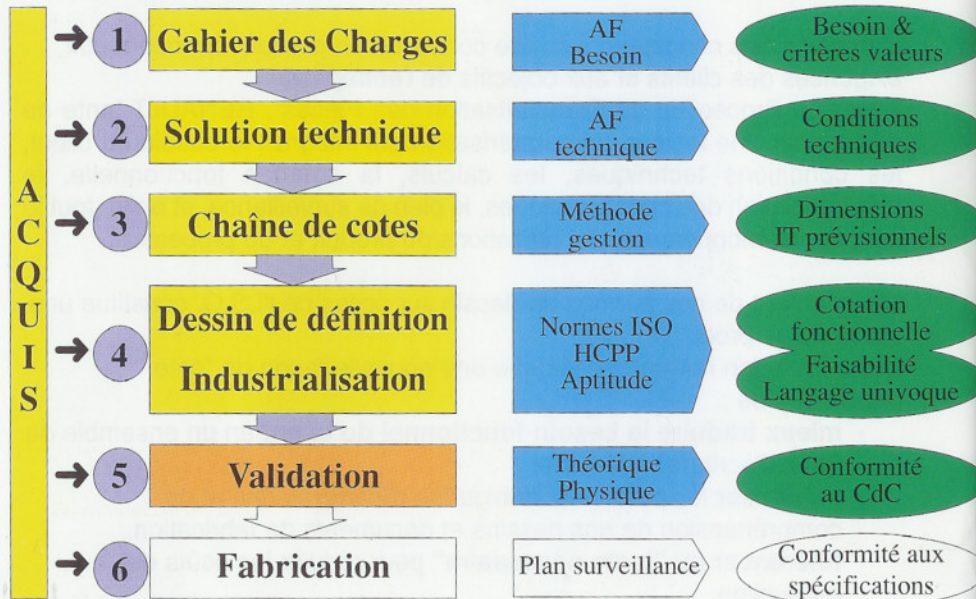 ACQUIS
1 Cahier des Charges
AF
Besoin
Besoin &
critères valeurs
2 Solution technique
AF
technique
Conditions
techniques
3 Chaîne de cotes
Méthode
gestion
Dimensions
IT prévisionnels
4 Dessin de définition
Industrialisation
Normes ISO
HCPP
Aptitude
Cotation
fonctionnelle
Faisabilité
Langage univoque
5 Validation
Théorique
Physique
Conformité
au CdC
6 Fabrication
Plan surveillance
Conformité aux
spécifications